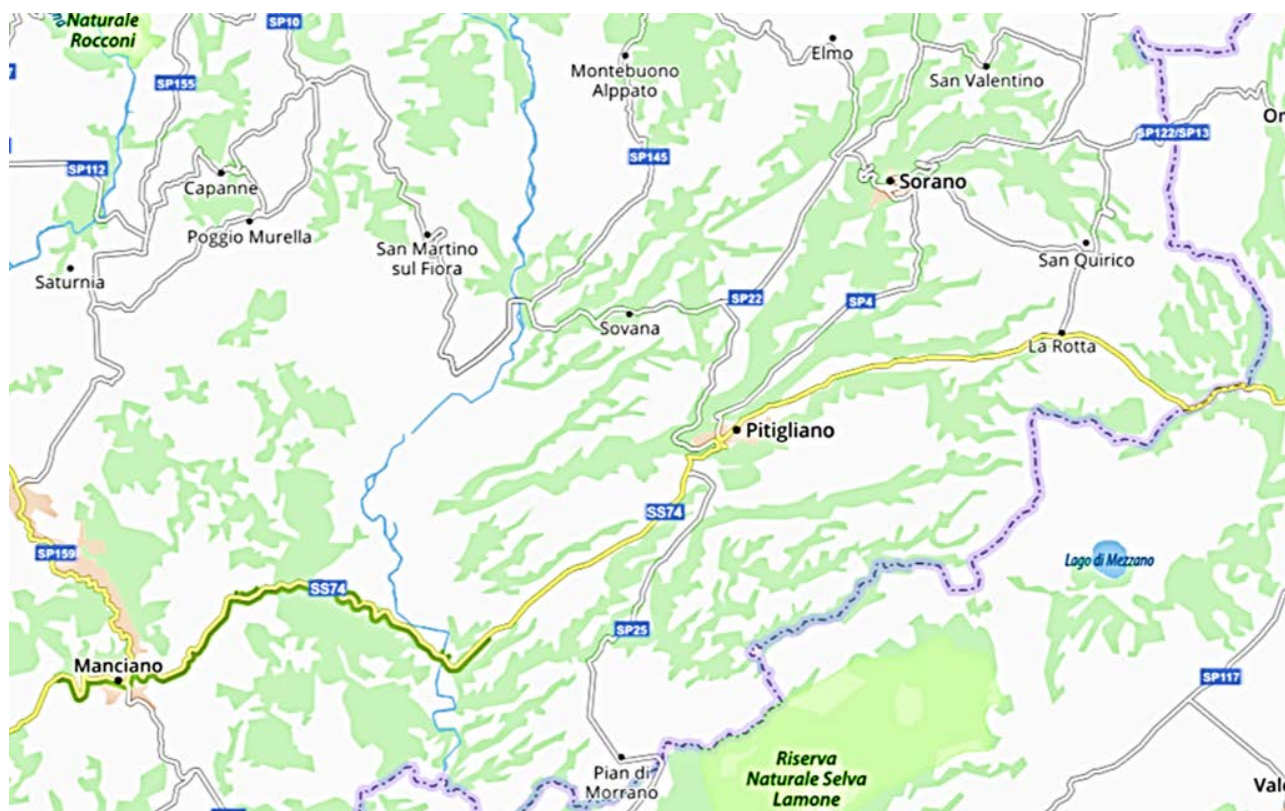 Naturale
Rocconi
SP10
Elmo
Montebuono
Alppato
San Valentino
SP155
Or
SP122/SP13
SP145
SP112
Capanne
Sorano
Poggio Murella
San Martino
sul Fiora
San Quirico
Saturnia
SP22
SP4
Sovana
La Rotta
Pitigliano
SS74
SP159
Lago di Mezzano
SS74
SP25
Manciano
SP117
Riserva
Naturale Selva
Lamone
Pian di
Morrano
Val